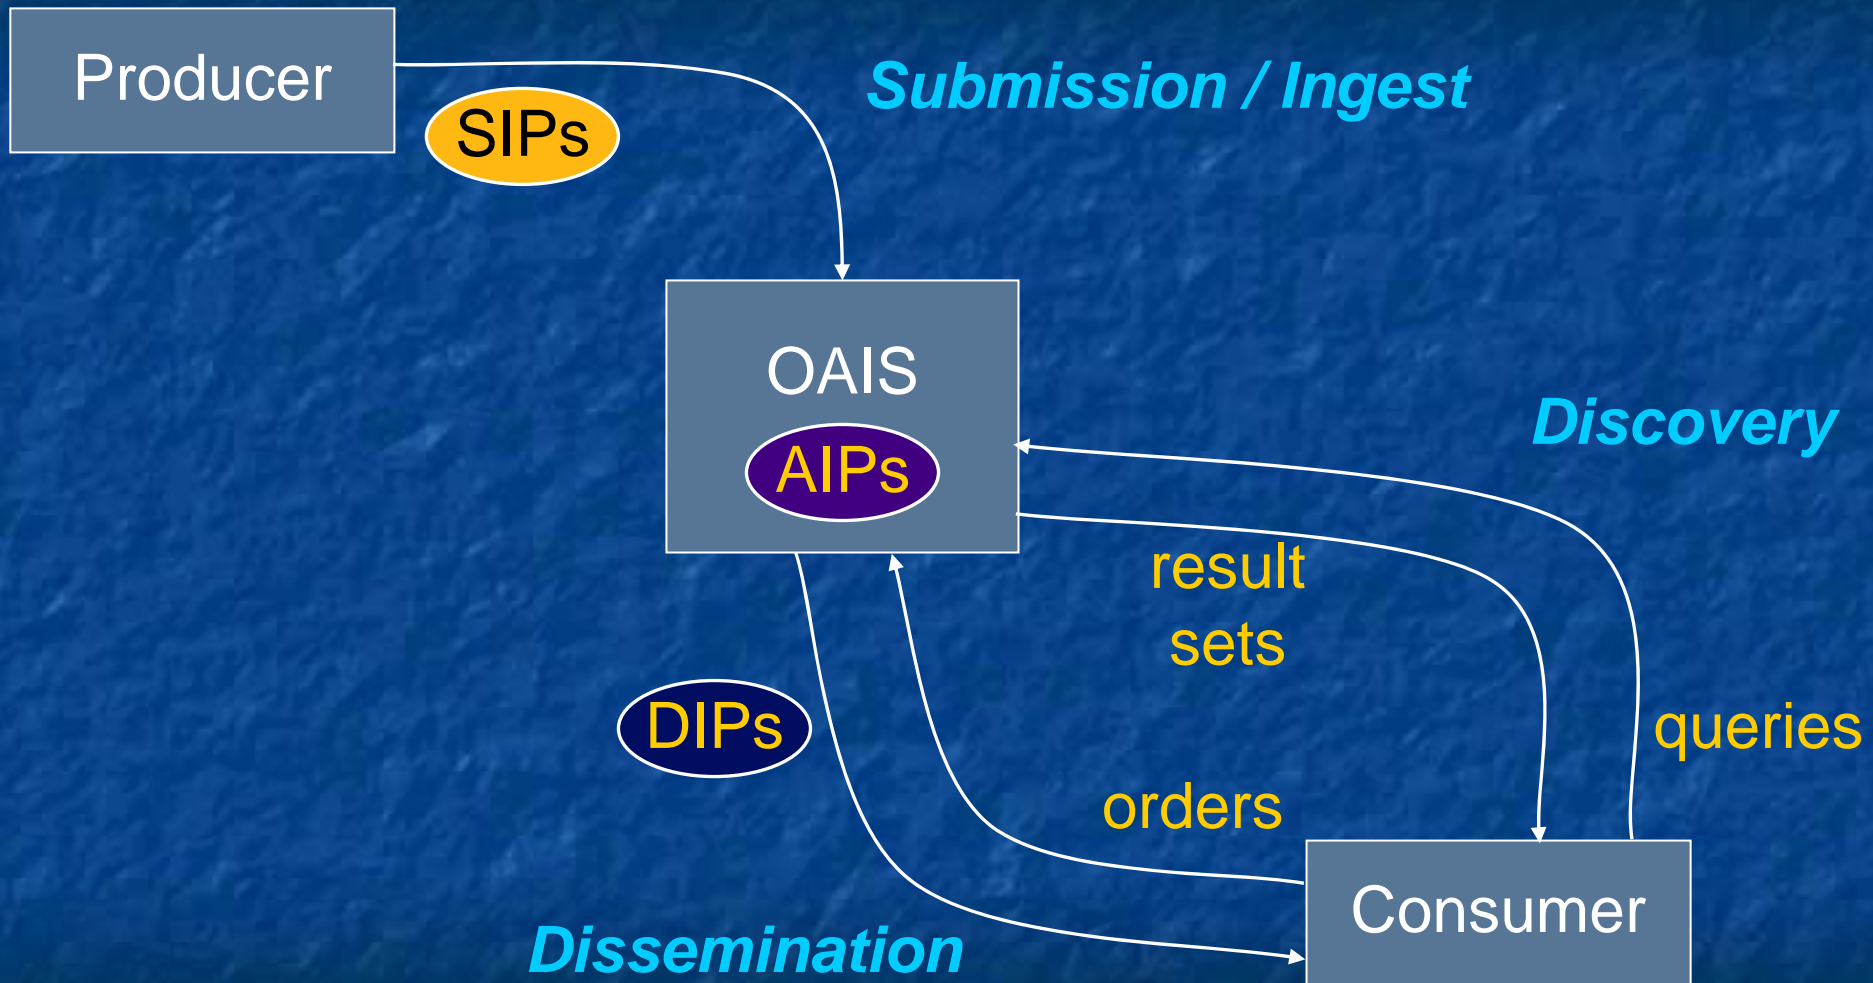 Producer
SIPs
Submission / Ingest
OAIS
AIPs
Discovery
result
sets
DIPs
queries
orders
Consumer
Dissemination